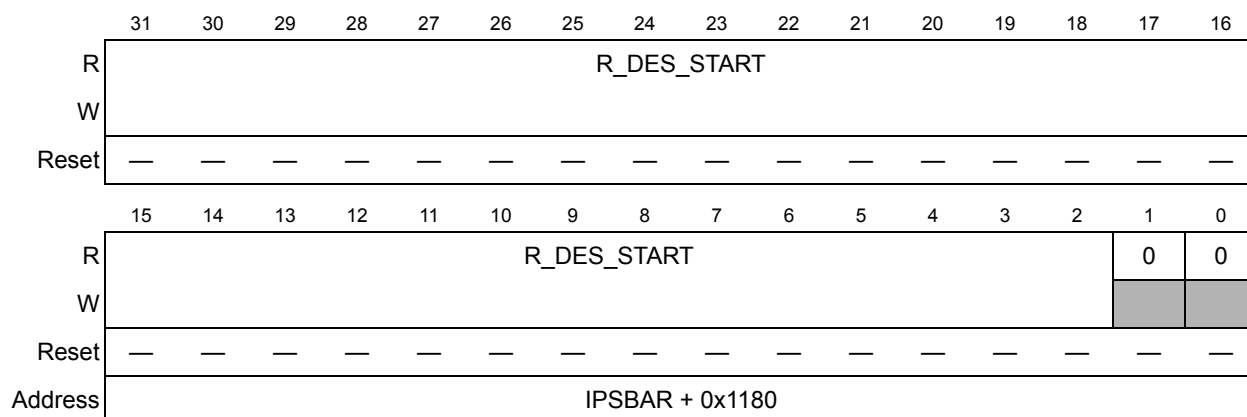 31 30 29 28 27 26 25 24 23 22 21 20 19 18 17 16
R R_DES_START
W
Reset — — — — — — — — — — — — — — — —
15 14 13 12 11 10 9 8 7 6 5 4 3 2 1 0
R R_DES_START 0 0
W
Reset — — — — — — — — — — — — — — — —
Address IPSBAR + 0x1180